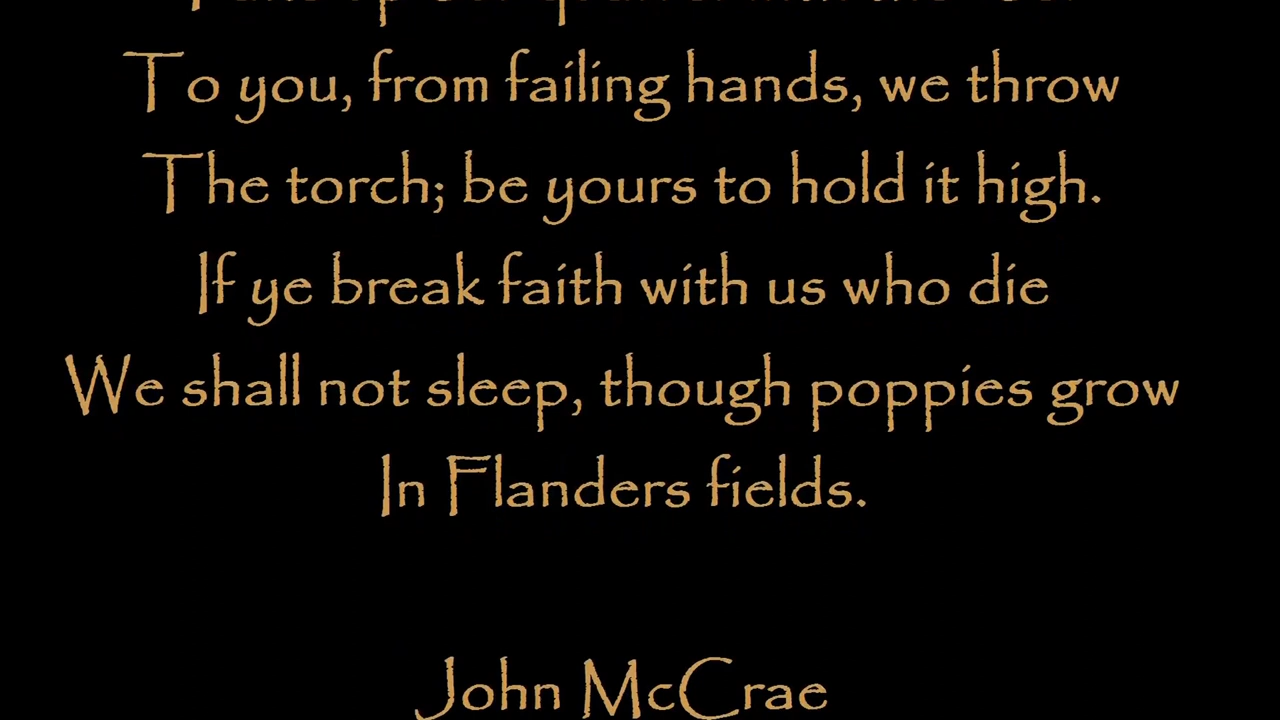 To you, from failing hands, we throw
The torch; be yours to hold it high.
If ye break faith with us who die
We shall not sleep, though poppies grow
In Flanders fields.
John McCrae